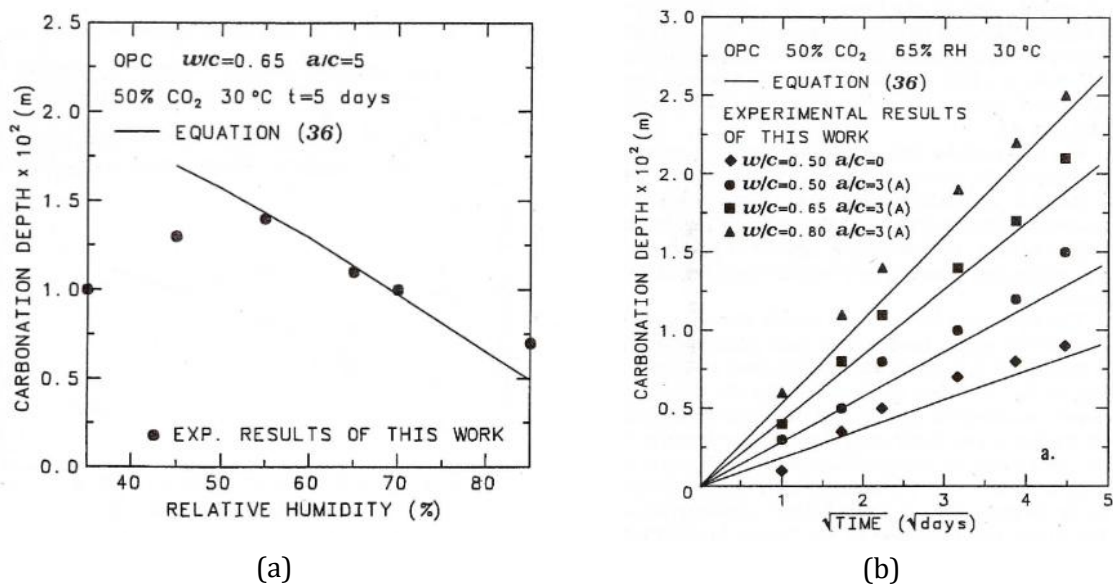 2.5
2.0
1.5
1.0
0.5
0.0
CARBONATION DEPTH × 10² (m)
OPC w/c=0.65 a/c=5
50% CO₂ 30 °C t=5 days
EQUATION (36)
EXP. RESULTS OF THIS WORK
40 50 60 70 80
RELATIVE HUMIDITY (%)
(a)
3.0
2.5
2.0
1.5
1.0
0.5
0
CARBONATION DEPTH × 10² (m)
OPC 50% CO₂ 65% RH 30 °C
EQUATION (36)
EXPERIMENTAL RESULTS
OF THIS WORK
◆ w/c=0.50 a/c=0
● w/c=0.50 a/c=3(A)
■ w/c=0.65 a/c=3(A)
▲ w/c=0.80 a/c=3(A)
a.
1 2 3 4 5
√TIME (√days)
(b)